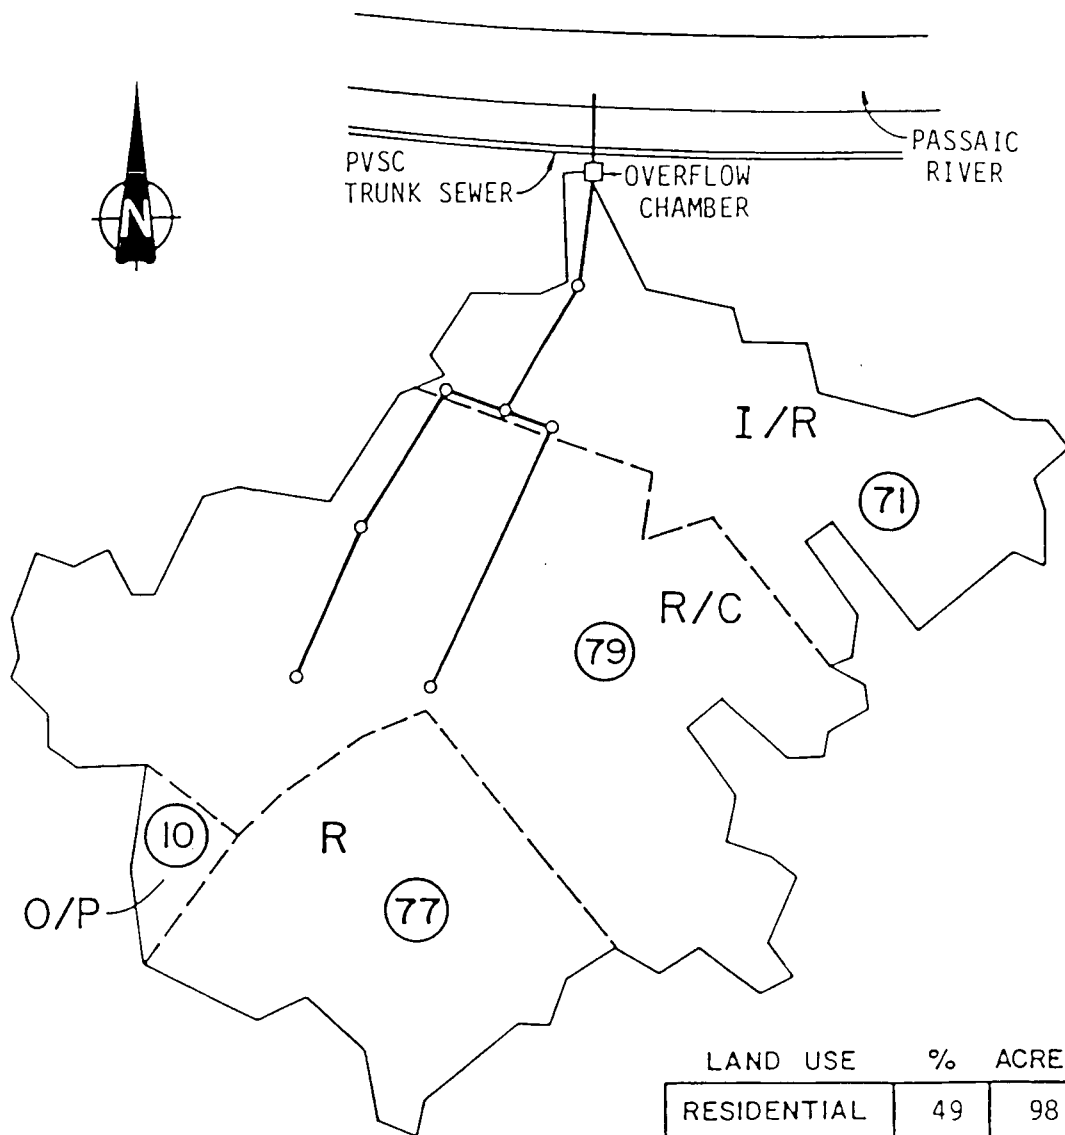 N
PVSC
TRUNK SEWER
OVERFLOW
CHAMBER
PASSAIC
RIVER
I/R
71
R/C
79
10
R
O/P
77
LAND USE % ACRE
RESIDENTIAL 49 98